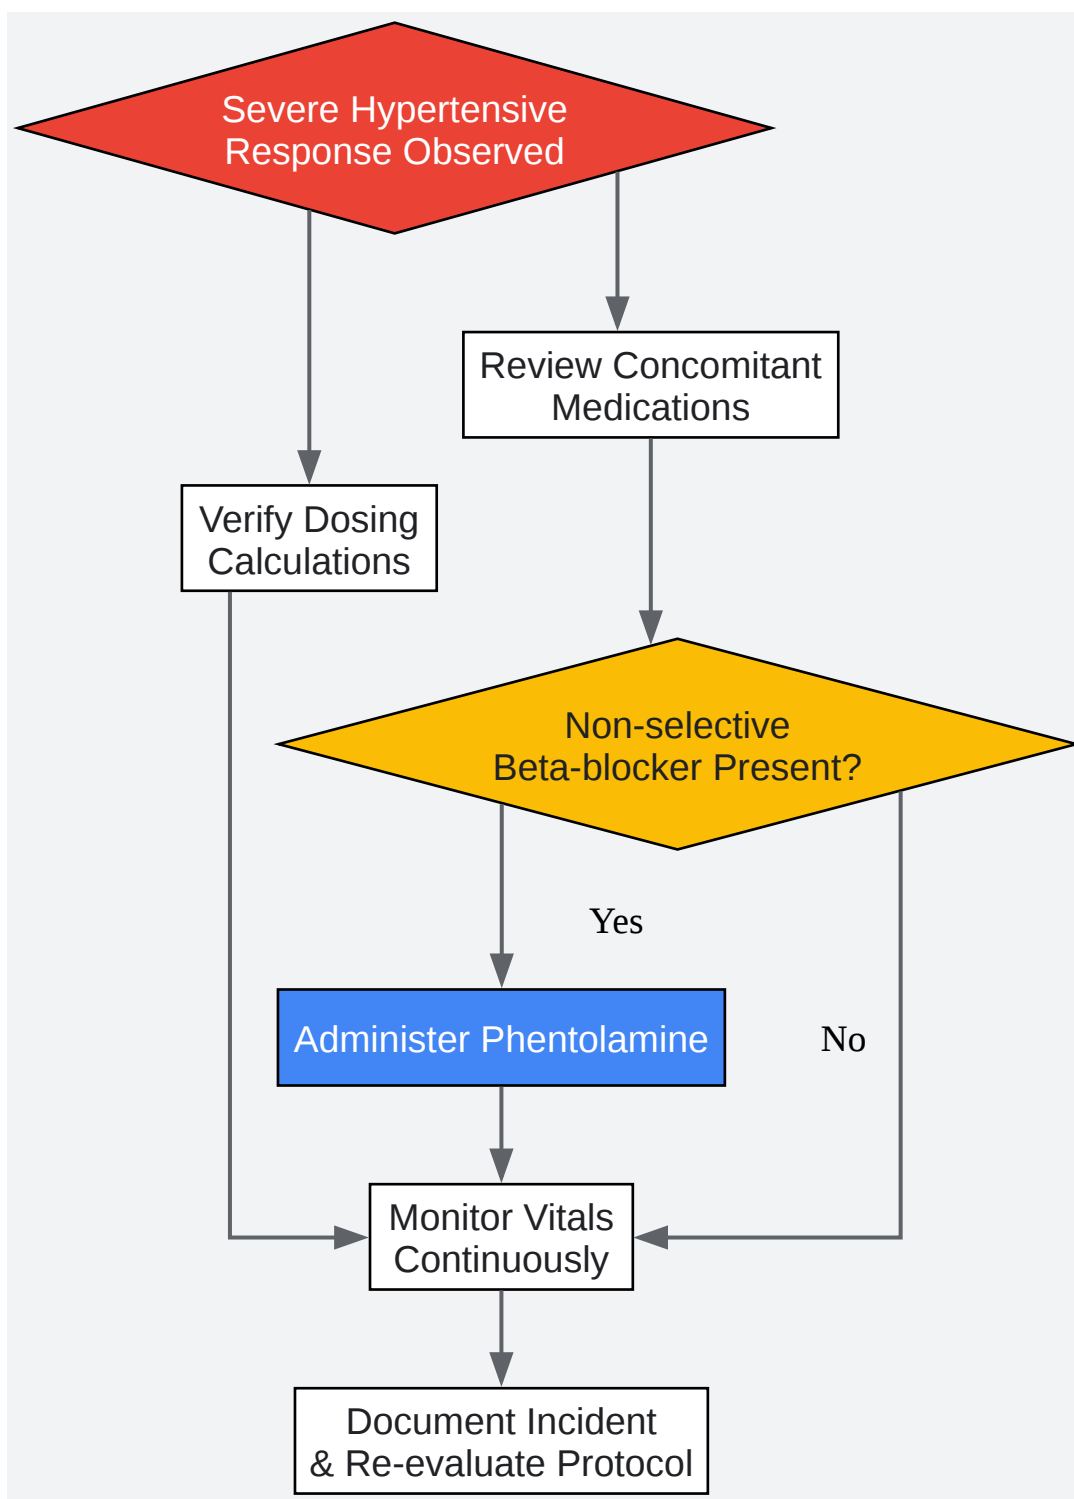 Severe Hypertensive
Response Observed
Review Concomitant
Medications
Verify Dosing
Calculations
Non-selective
Beta-blocker Present?
Yes
Administer Phentolamine
No
Monitor Vitals
Continuously
Document Incident
& Re-evaluate Protocol